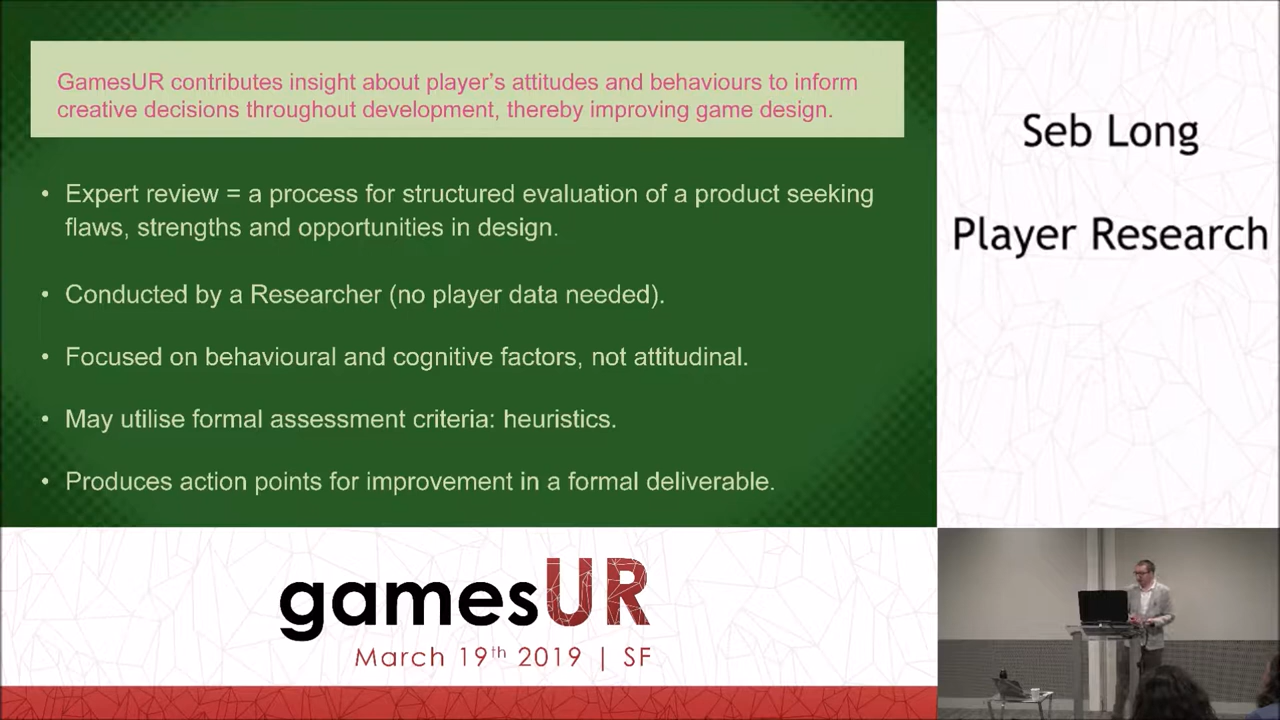 GamesUR contributes insight about player's attitudes and behaviours to inform
creative decisions throughout development, thereby improving game design.
• Expert review = a process for structured evaluation of a product seeking
flaws, strengths and opportunities in design.
• Conducted by a Researcher (no player data needed).
• Focused on behavioural and cognitive factors, not attitudinal.
• May utilise formal assessment criteria: heuristics.
• Produces action points for improvement in a formal deliverable.
Seb Long
Player Research
gamesUR
March 19th 2019 | SF